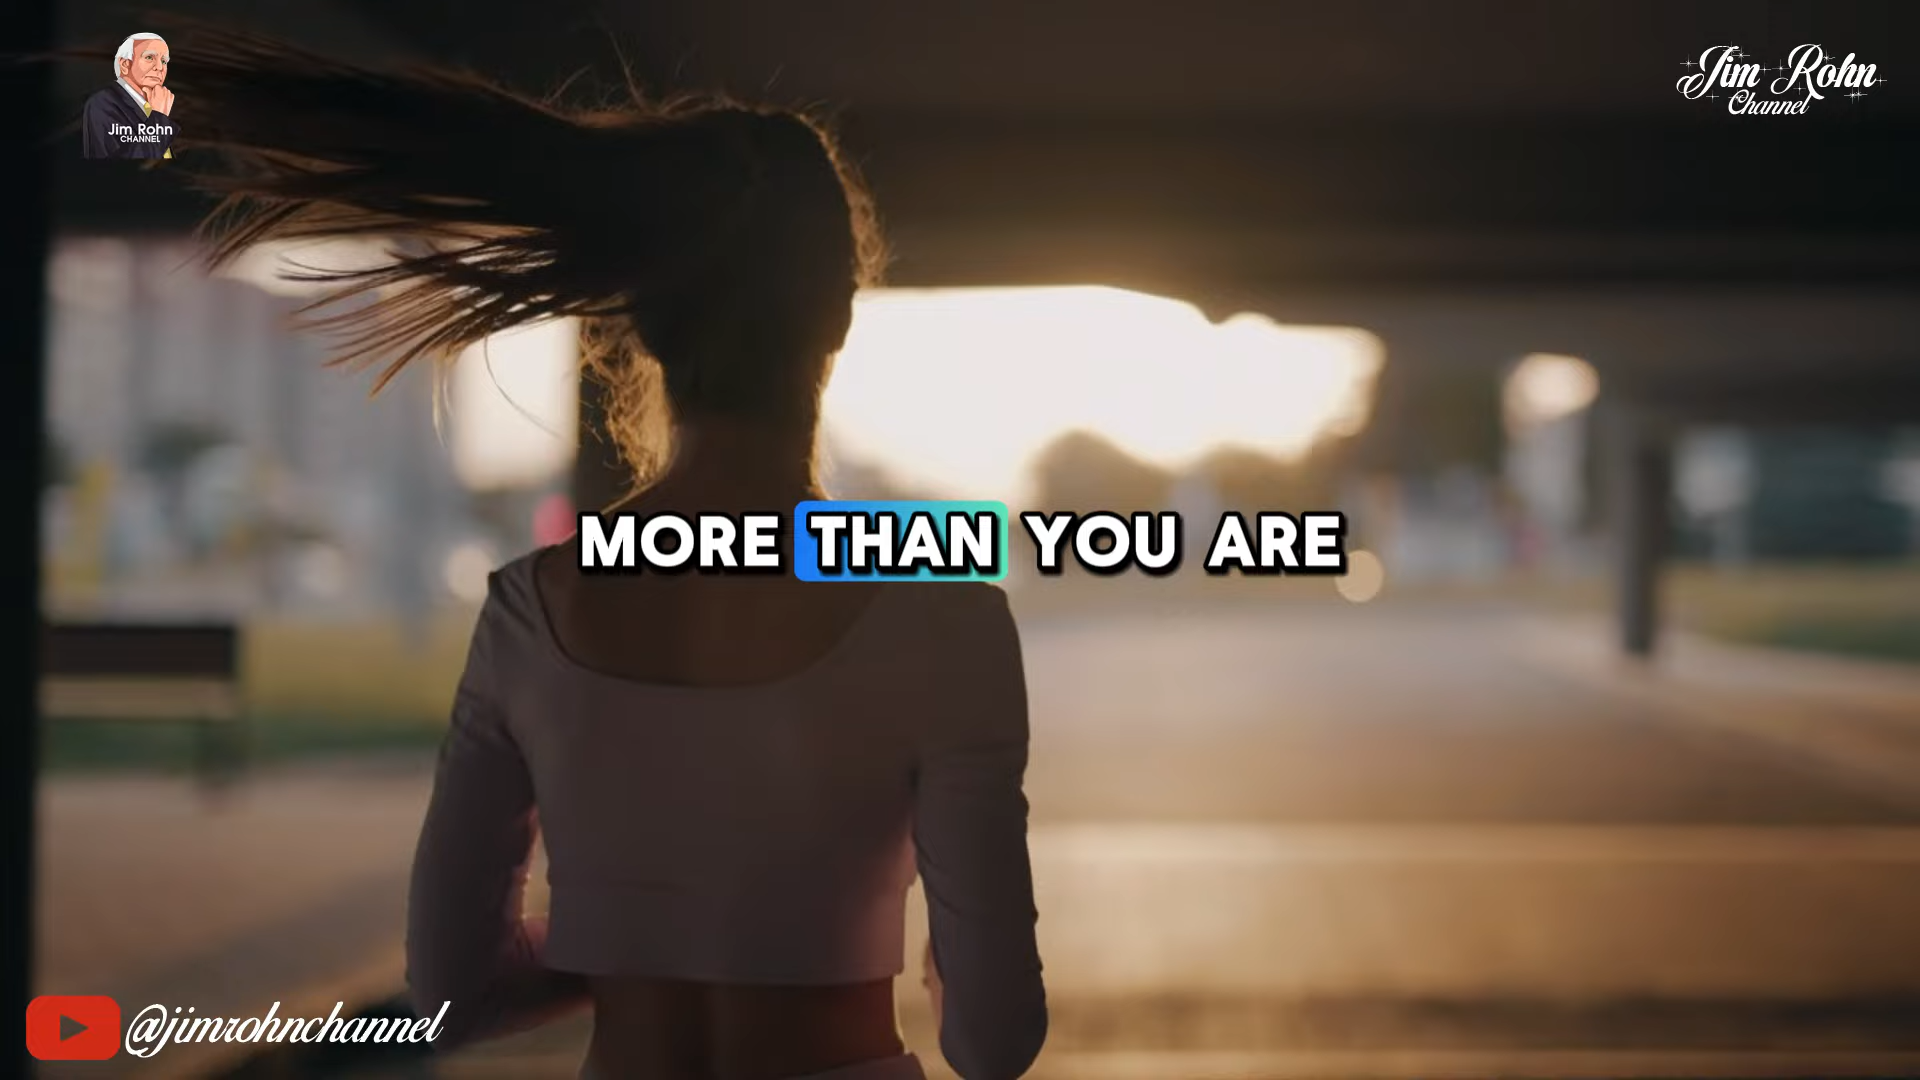 Jim Rohn
CHANNEL
Jim Rohn
Channel
MORE THAN YOU ARE
@jimrohnchannel